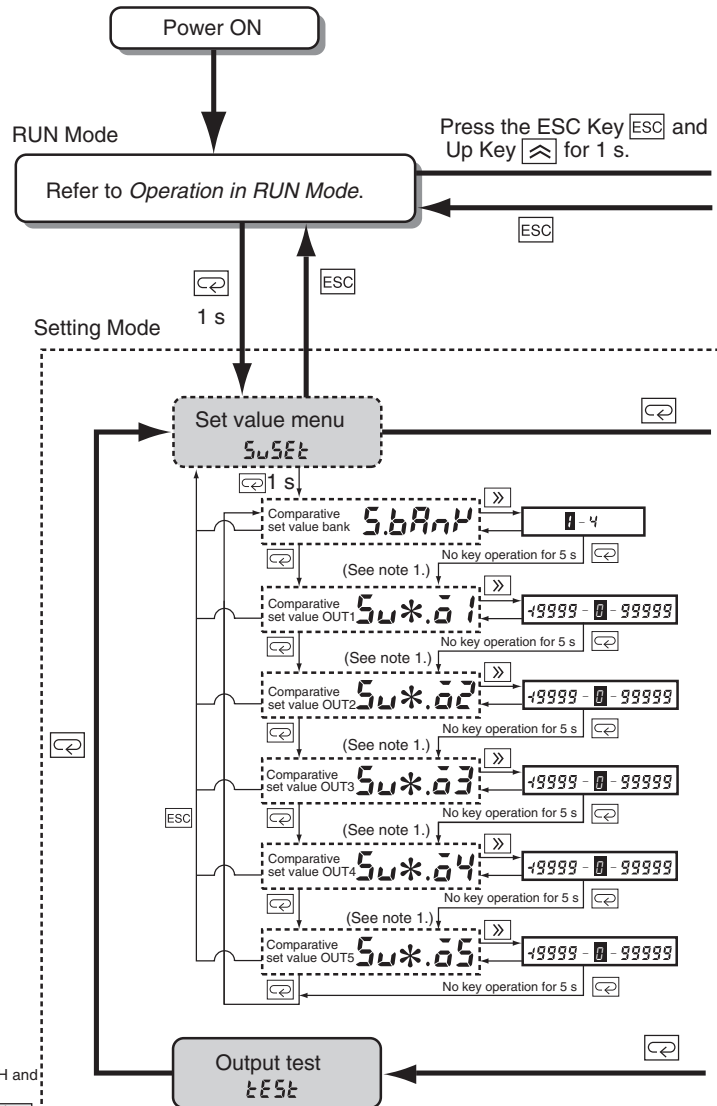 Power ON
RUN Mode
Press the ESC Key ESC and
Up Key for 1 s.
Refer to Operation in RUN Mode.
ESC
ESC
1 s
Setting Mode
Set value menu
SvSEt
1 s
Comparative
set value bank
S.bAnK
1 - 4
No key operation for 5 s
(See note 1.)
Comparative
set value OUT1
Sv*.o1
-19999 - 0 - 99999
No key operation for 5 s
(See note 1.)
Comparative
set value OUT2
Sv*.o2
-19999 - 0 - 99999
No key operation for 5 s
(See note 1.)
Comparative
set value OUT3
Sv*.o3
-19999 - 0 - 99999
No key operation for 5 s
ESC
(See note 1.)
Comparative
set value OUT4
Sv*.o4
-19999 - 0 - 99999
No key operation for 5 s
(See note 1.)
Comparative
set value OUT5
Sv*.o5
-19999 - 0 - 99999
No key operation for 5 s
H and
Output test
tESt